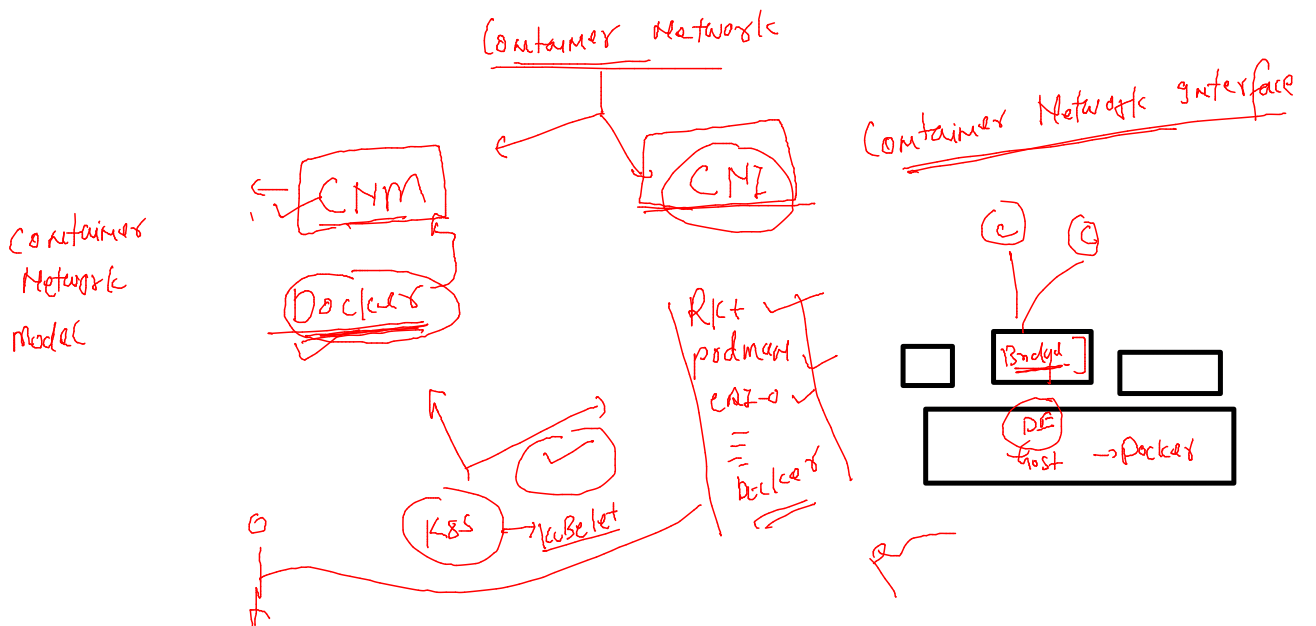 Container Network
Container Network Interface
CNM
CNI
Container
Network
Model
Docker
C
C
Rkt
podman
CRI-O
Docker
Bridge
DE
Host
→ Docker
K8S → kuBelet